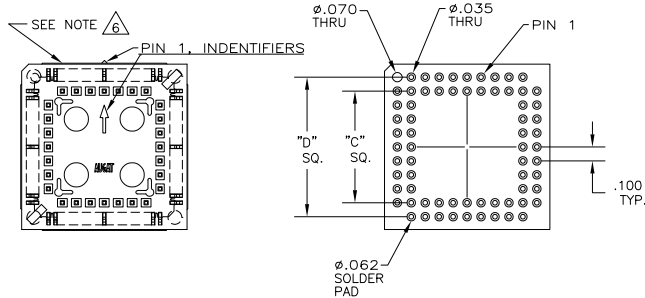 SEE NOTE 6
PIN 1. INDENTIFIERS
ø.070
THRU
ø.035
THRU
PIN 1
"D"
SQ.
"C"
SQ.
.100
TYP.
ø.062
SOLDER
PAD